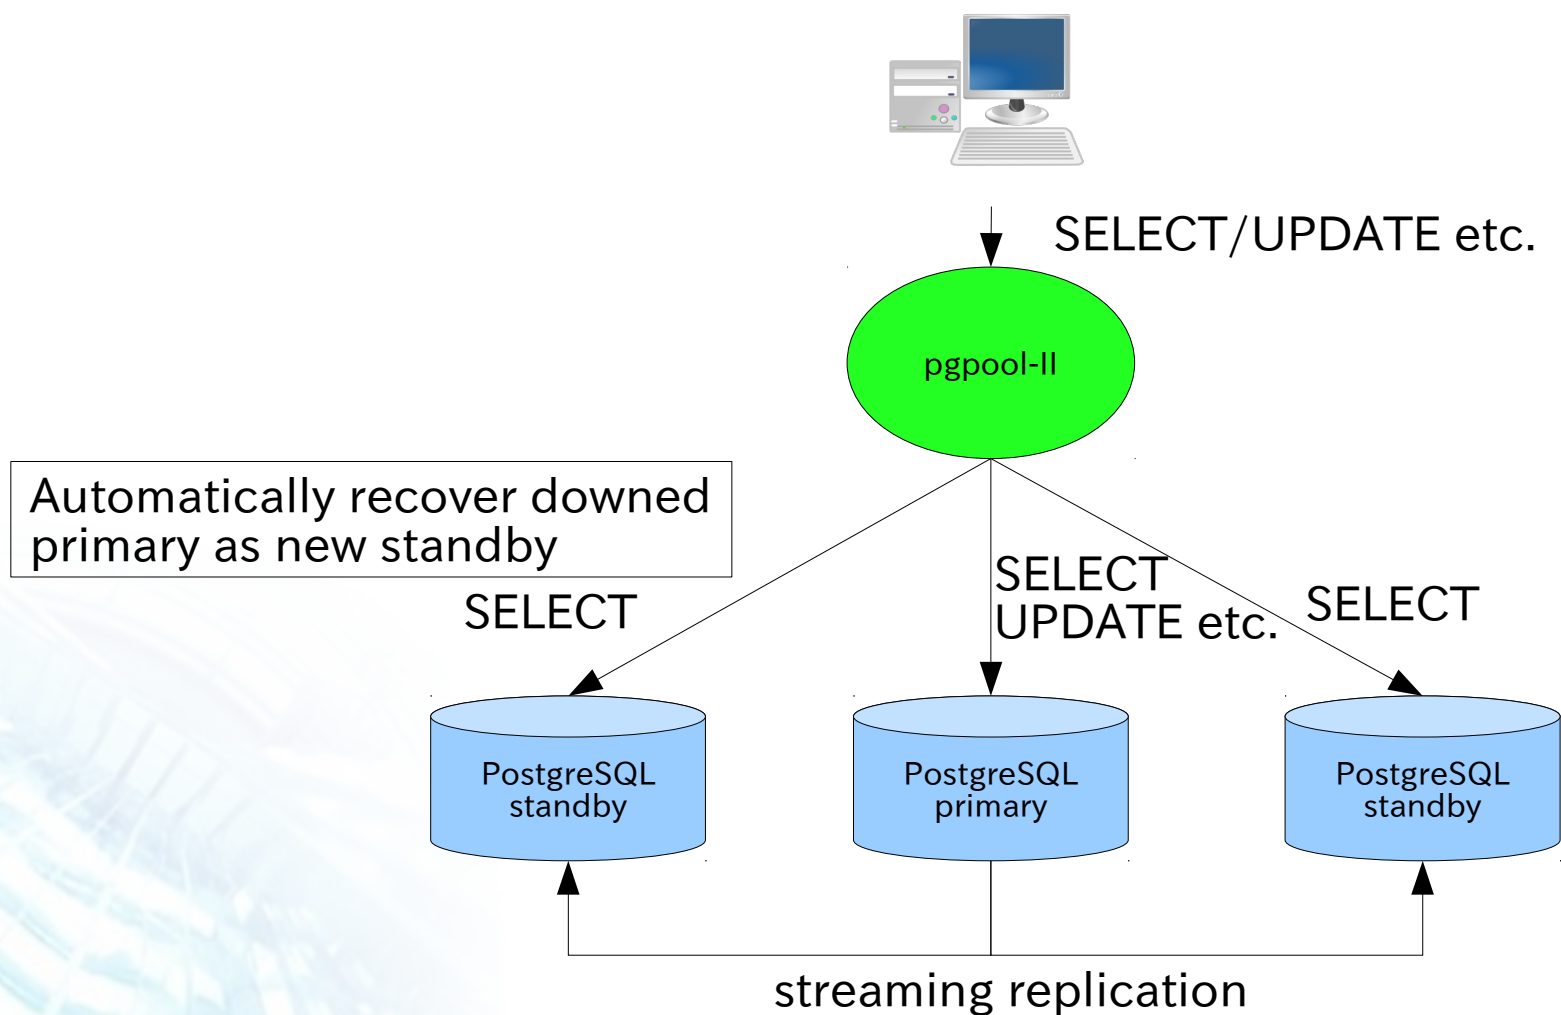 SELECT/UPDATE etc.
pgpool-II
Automatically recover downed
primary as new standby
SELECT
SELECT
UPDATE etc.
SELECT
PostgreSQL
standby
PostgreSQL
primary
PostgreSQL
standby
streaming replication